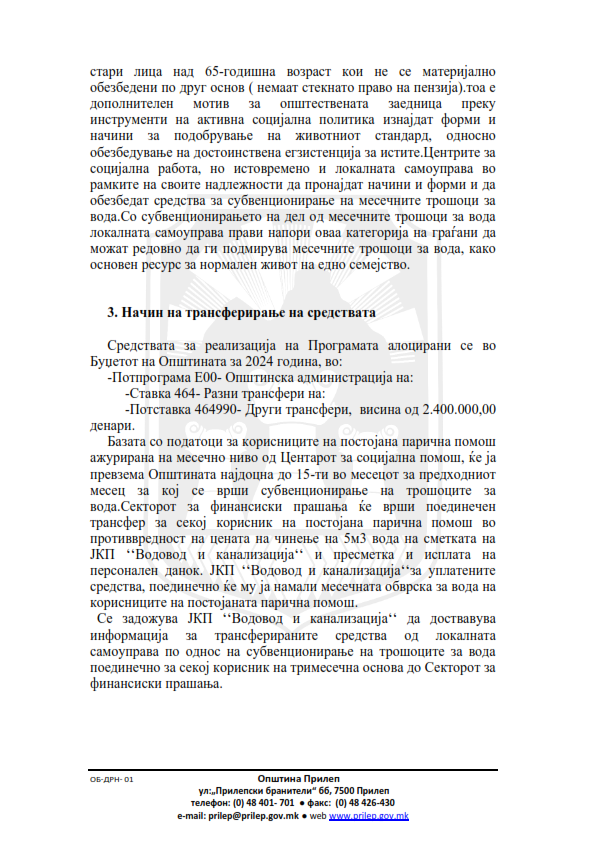 стари лица над 65-годишна возраст кои не се материјално
обезбедени по друг основ ( немаат стекнато право на пензија).тоа е
дополнителен мотив за општествената заедница преку
инструменти на активна социјална политика изнајдат форми и
начини за подобрување на животниот стандард, односно
обезбедување на достоинствена егзистенција за истите.Центрите за
социјална работа, но истовремено и локалната самоуправа во
рамките на своите надлежности да пронајдат начини и форми и да
обезбедат средства за субвенционирање на месечните трошоци за
вода.Со субвенционирањето на дел од месечните трошоци за вода
локалната самоуправа прави напори оваа категорија на граѓани да
можат редовно да ги подмирува месечните трошоци за вода, како
основен ресурс за нормален живот на едно семејство.
3. Начин на трансферирање на средствата
Средствата за реализација на Програмата алоцирани се во
Буџетот на Општината за 2024 година, во:
-Потпрограма Е00- Општинска администрација на:
-Ставка 464- Разни трансфери на:
-Потставка 464990- Други трансфери, висина од 2.400.000,00
денари.
Базата со податоци за корисниците на постојана парична помош
ажурирана на месечно ниво од Центарот за социјална помош, ќе ја
превзема Општината најдоцна до 15-ти во месецот за предходниот
месец за кој се врши субвенционирање на трошоците за
вода.Секторот за финансиски прашања ќе врши поединечен
трансфер за секој корисник на постојана парична помош во
противвредност на цената на чинење на 5м3 вода на сметката на
ЈКП ‘‘Водовод и канализација‘‘ и пресметка и исплата на
персонален данок. ЈКП ‘‘Водовод и канализација‘‘за уплатените
средства, поединечно ќе му ја намали месечната обврска за вода на
корисниците на постојаната парична помош.
Се задожува ЈКП ‘‘Водовод и канализација‘‘ да доставува
информација за трансферираните средства од локалната
самоуправа по однос на субвенционирање на трошоците за вода
поединечно за секој корисник на тримесечна основа до Секторот за
финансиски прашања.
ОБ-ДРН- 01
Општина Прилеп
ул:„Прилепски бранители“ бб, 7500 Прилеп
телефон: (0) 48 401- 701 ● факс: (0) 48 426-430
e-mail: prilep@prilep.gov.mk ● web www.prilep.gov.mk